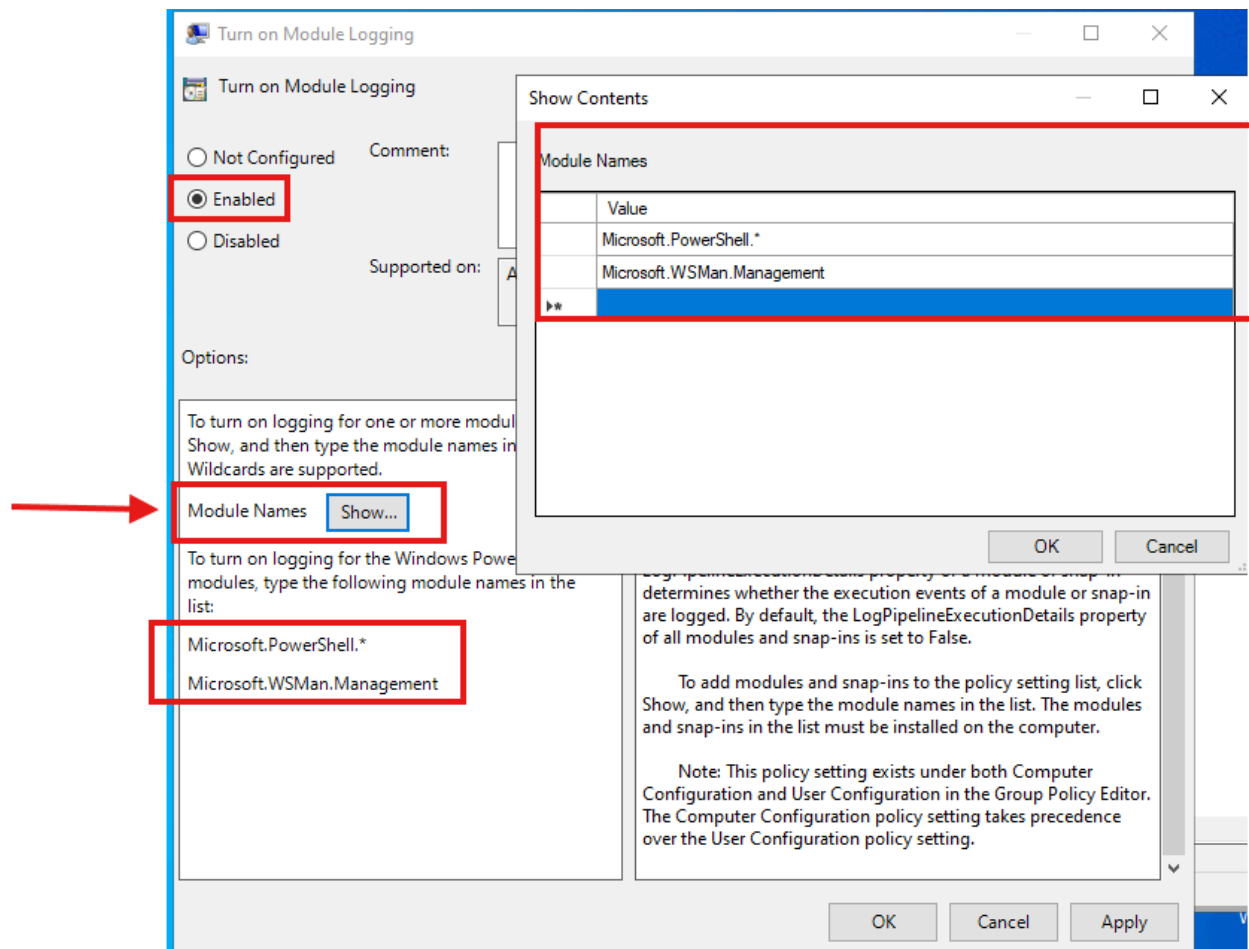 Turn on Module Logging
Turn on Module Logging
Not Configured
Comment:
Enabled
Disabled
Supported on:
A
Options:
To turn on logging for one or more modul
Show, and then type the module names in
Wildcards are supported.
Module Names Show...
To turn on logging for the Windows Powe
modules, type the following module names in the
list:
Microsoft.PowerShell.*
Microsoft.WSMan.Management
Show Contents
Module Names
Value
Microsoft.PowerShell.*
Microsoft.WSMan.Management
OK Cancel
LogPipelineExecutionDetails property of a module or snap-in
determines whether the execution events of a module or snap-in
are logged. By default, the LogPipelineExecutionDetails property
of all modules and snap-ins is set to False.
To add modules and snap-ins to the policy setting list, click
Show, and then type the module names in the list. The modules
and snap-ins in the list must be installed on the computer.
Note: This policy setting exists under both Computer
Configuration and User Configuration in the Group Policy Editor.
The Computer Configuration policy setting takes precedence
over the User Configuration policy setting.
OK Cancel Apply